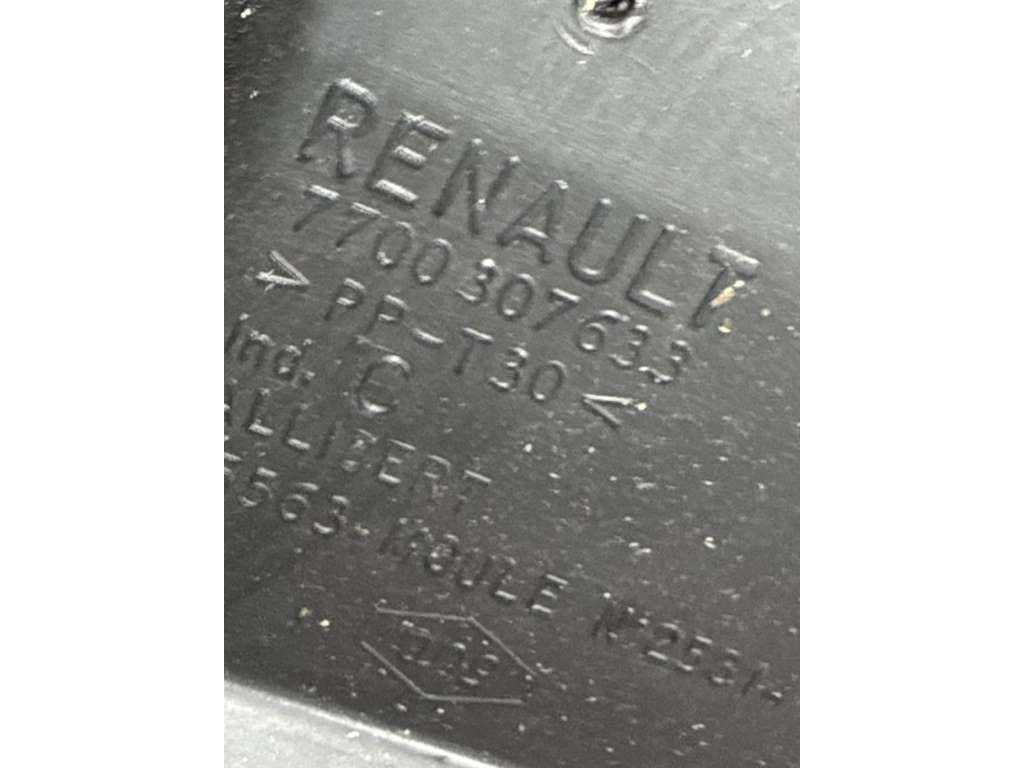 RENAULT
7700 307633
>PP-T30<
Ind. C
ALLIBERT
5563-MOULE N°2531